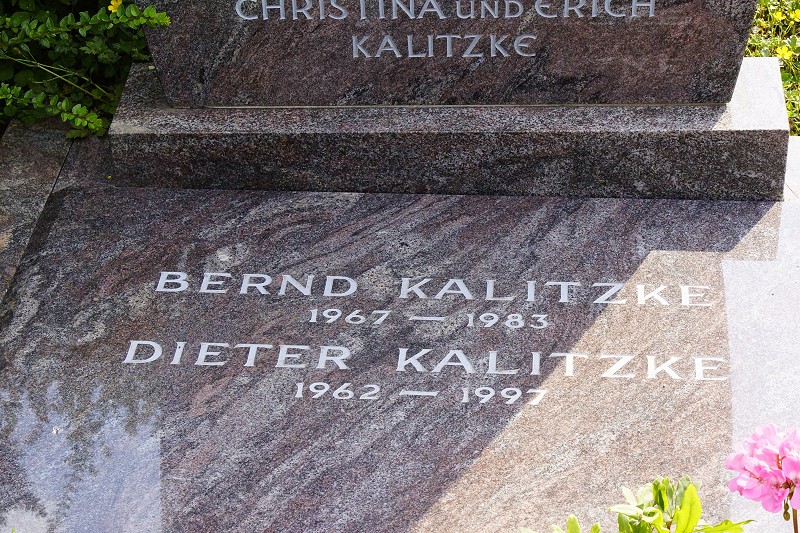 CHRISTINA UND ERICH
KALITZKE
BERND KALITZKE
1967 — 1983
DIETER KALITZKE
1962 — 1997